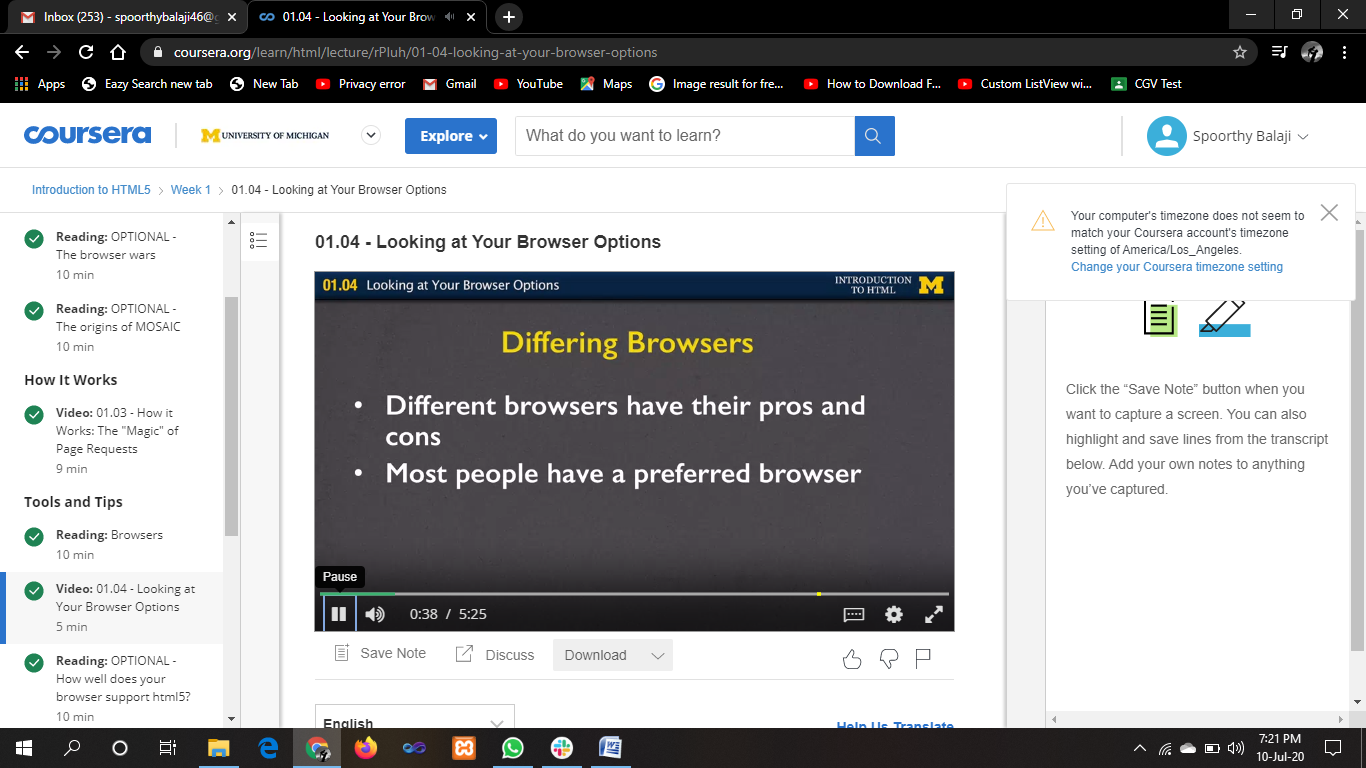 Inbox (253) - spoorthybalaji46@g
01.04 - Looking at Your Brow
coursera.org/learn/html/lecture/rPluh/01-04-looking-at-your-browser-options
Apps Eazy Search new tab New Tab Privacy error Gmail YouTube Maps Image result for fre... How to Download F... Custom ListView wi... CGV Test
coursera M UNIVERSITY OF MICHIGAN Explore What do you want to learn? Spoorthy Balaji
Introduction to HTML5 > Week 1 > 01.04 - Looking at Your Browser Options
Reading: OPTIONAL -
The browser wars
10 min
Reading: OPTIONAL -
The origins of MOSAIC
10 min
How It Works
Video: 01.03 - How it
Works: The "Magic" of
Page Requests
9 min
Tools and Tips
Reading: Browsers
10 min
Video: 01.04 - Looking at
Your Browser Options
5 min
Reading: OPTIONAL -
How well does your
browser support html5?
10 min
01.04 - Looking at Your Browser Options
01.04 Looking at Your Browser Options
INTRODUCTION
TO HTML
M
Differing Browsers
• Different browsers have their pros and
cons
• Most people have a preferred browser
Pause
0:38 / 5:25
Save Note Discuss Download
English
Help Us Translate
Your computer's timezone does not seem to
match your Coursera account's timezone
setting of America/Los_Angeles.
Change your Coursera timezone setting
Click the “Save Note” button when you
want to capture a screen. You can also
highlight and save lines from the transcript
below. Add your own notes to anything
you’ve captured.
7:21 PM
10-Jul-20